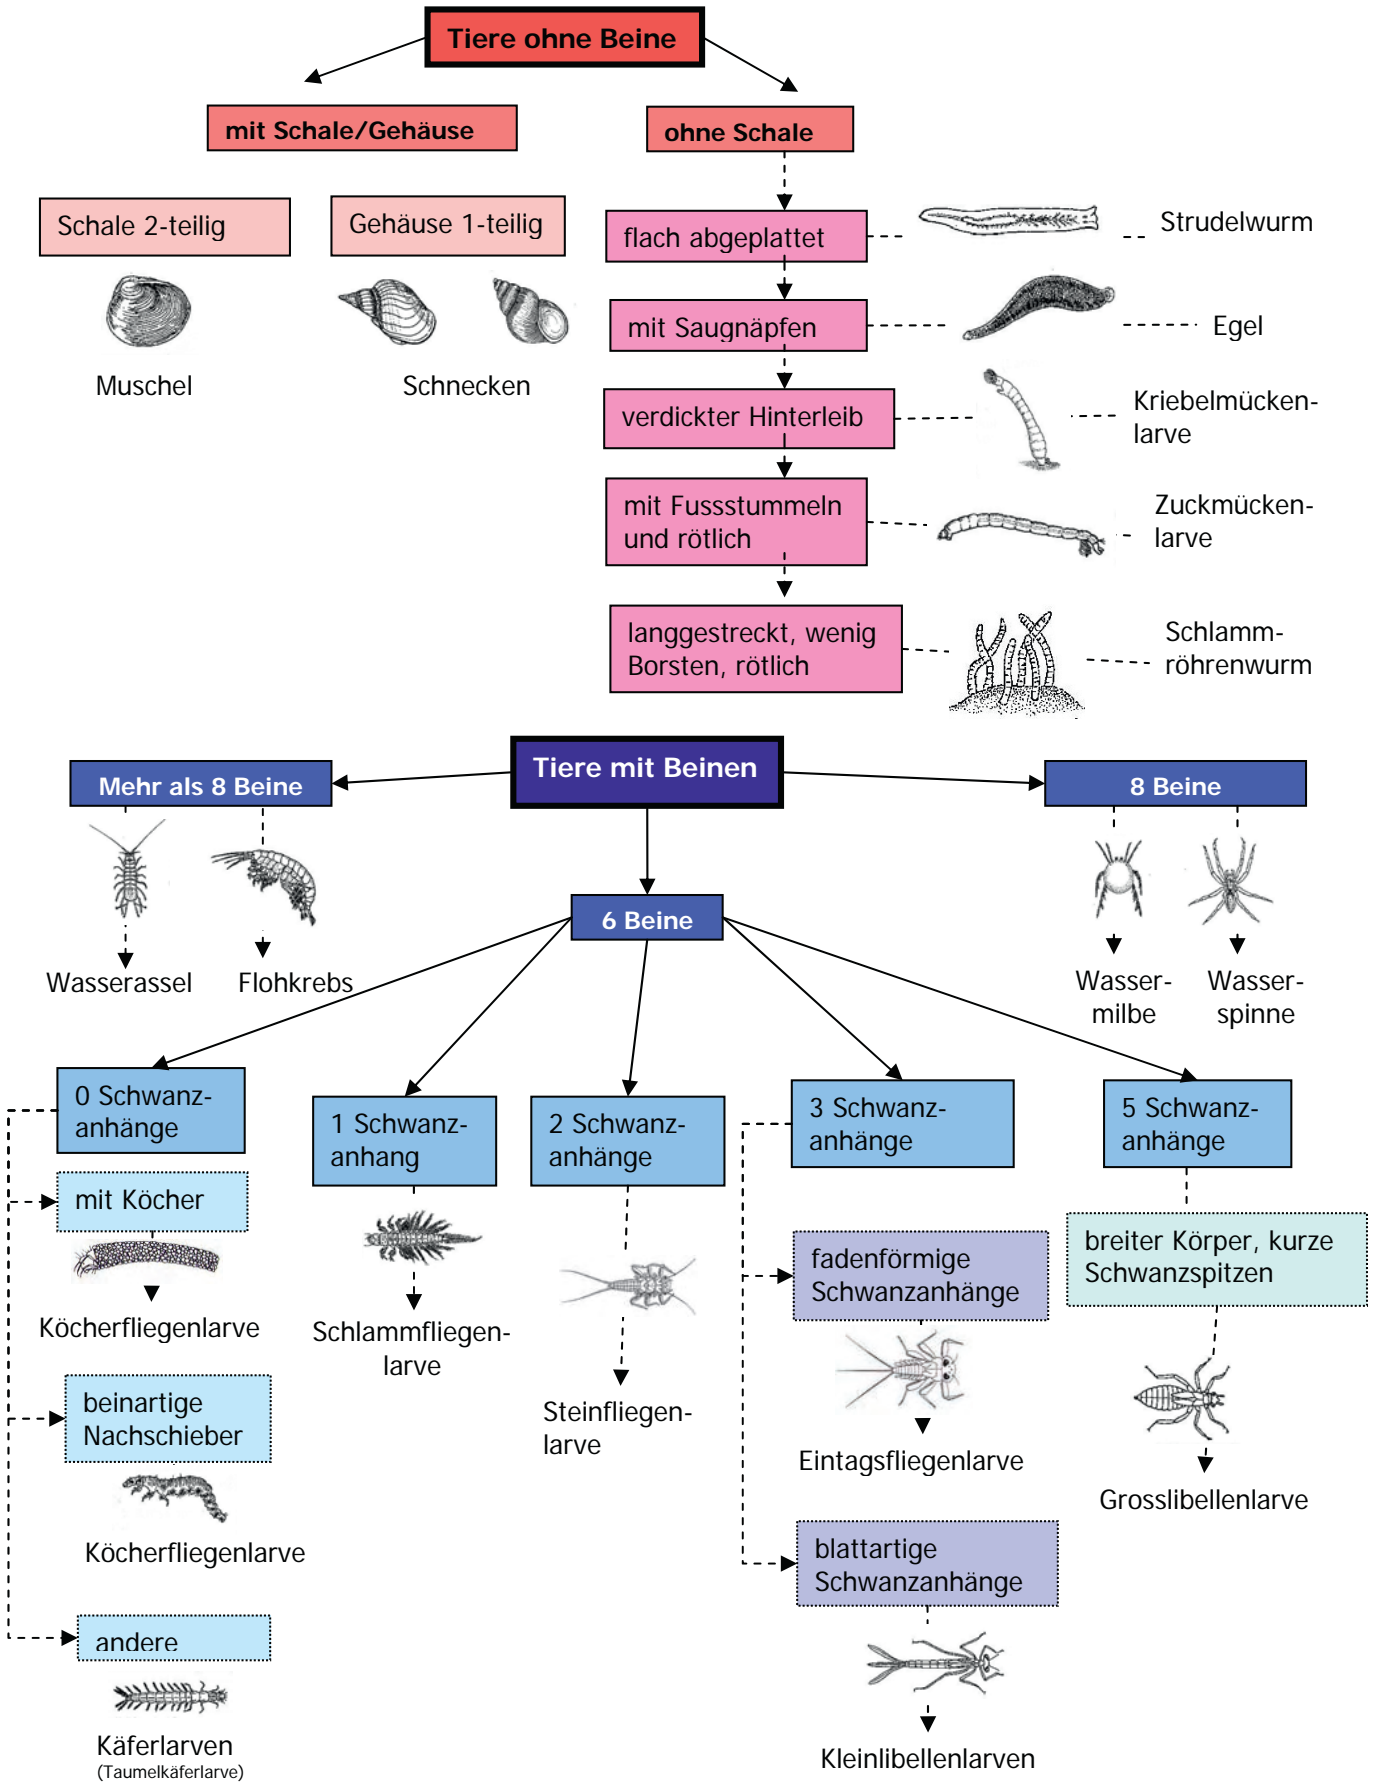 Tiere ohne Beine
mit Schale/Gehäuse
ohne Schale
Schale 2-teilig
Gehäuse 1-teilig
flach abgeplattet
Strudelwurm
mit Saugnäpfen
Egel
Muschel
Schnecken
verdickter Hinterleib
Kriebelmücken-
larve
mit Fussstummeln
und rötlich
Zuckmücken-
larve
langgestreckt, wenig
Borsten, rötlich
Schlamm-
röhrenwurm
Tiere mit Beinen
Mehr als 8 Beine
8 Beine
6 Beine
Wasserassel
Flohkrebs
Wasser-
milbe
Wasser-
spinne
0 Schwanz-
anhänge
1 Schwanz-
anhang
2 Schwanz-
anhänge
3 Schwanz-
anhänge
5 Schwanz-
anhänge
mit Köcher
Köcherfliegenlarve
beinartige
Nachschieber
Köcherfliegenlarve
andere
Käferlarven
(Taumelkäferlarve)
Schlammfliegen-
larve
Steinfliegen-
larve
fadenförmige
Schwanzanhänge
Eintagsfliegenlarve
blattartige
Schwanzanhänge
Kleinlibellenlarven
breiter Körper, kurze
Schwanzspitzen
Grosslibellenlarve